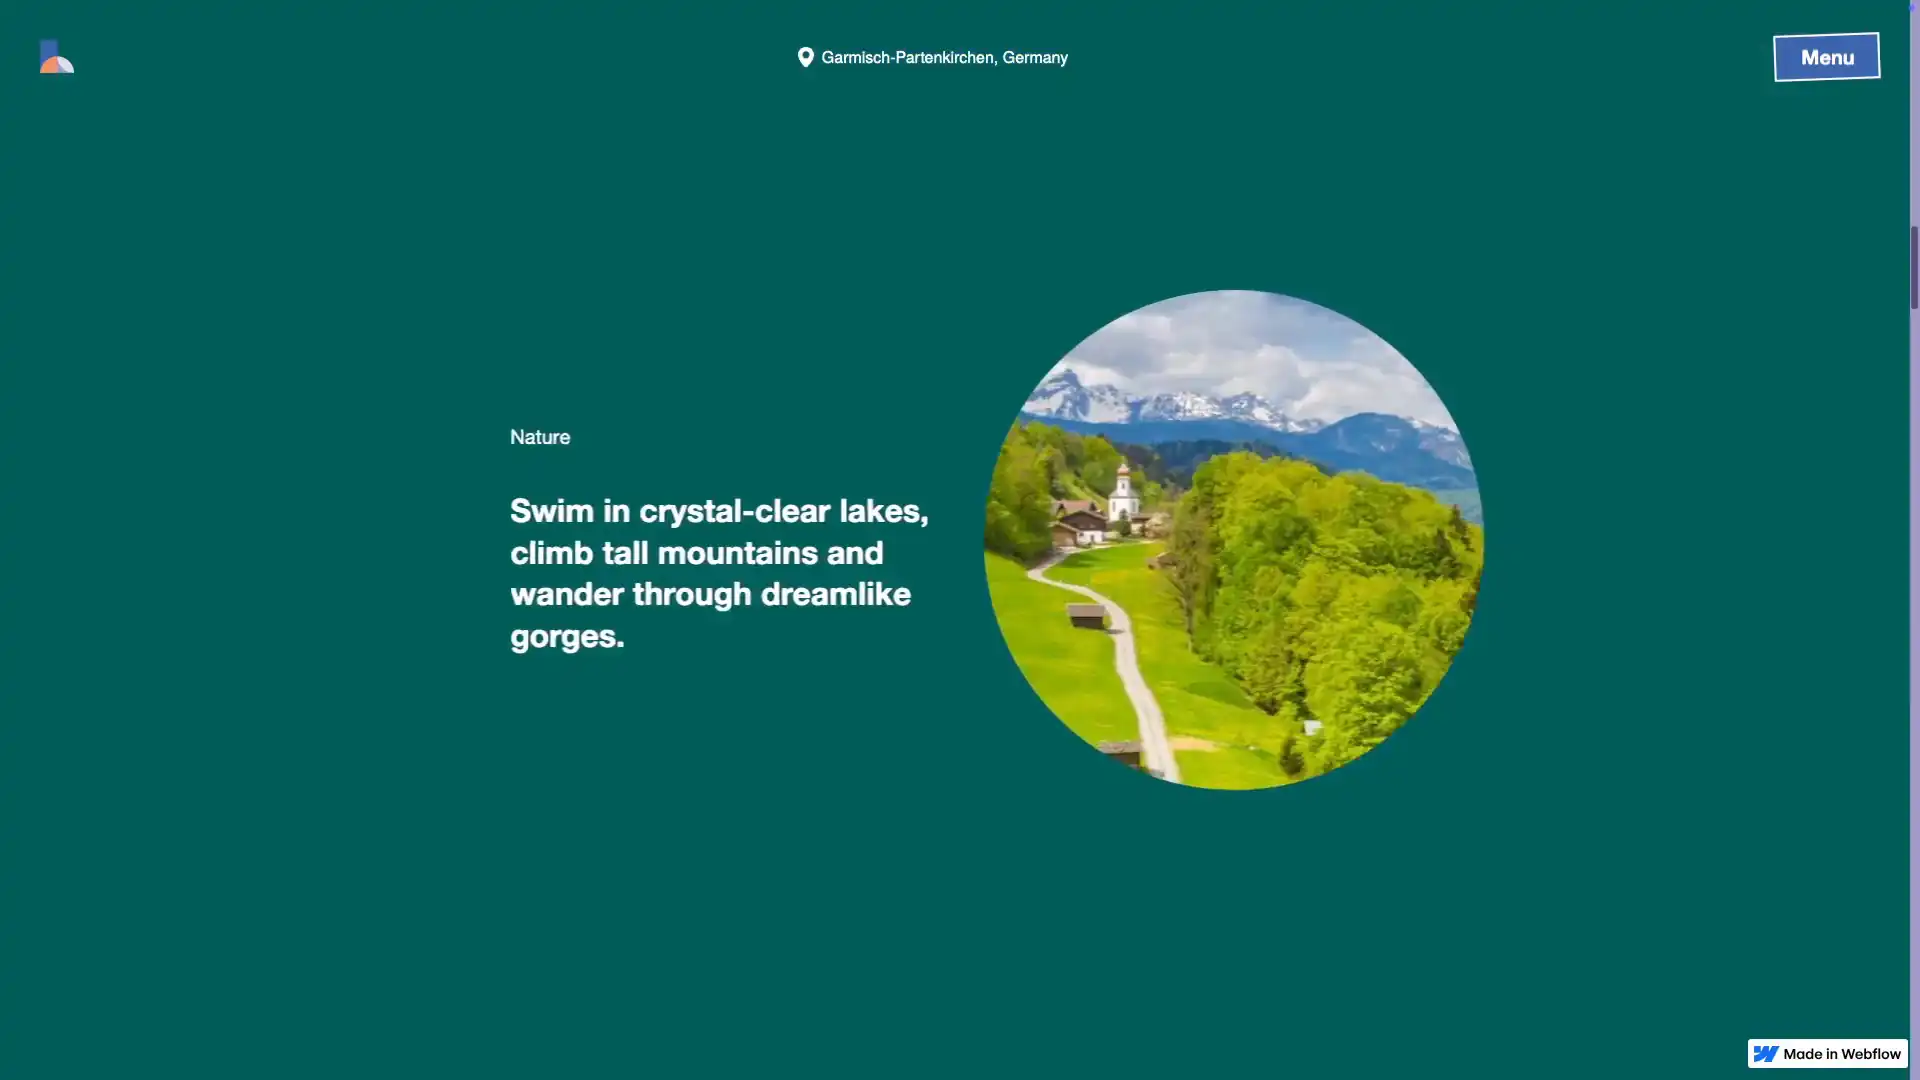 Garmisch-Partenkirchen, Germany
Menu
Nature
Swim in crystal-clear lakes,
climb tall mountains and
wander through dreamlike
gorges.
Made in Webflow